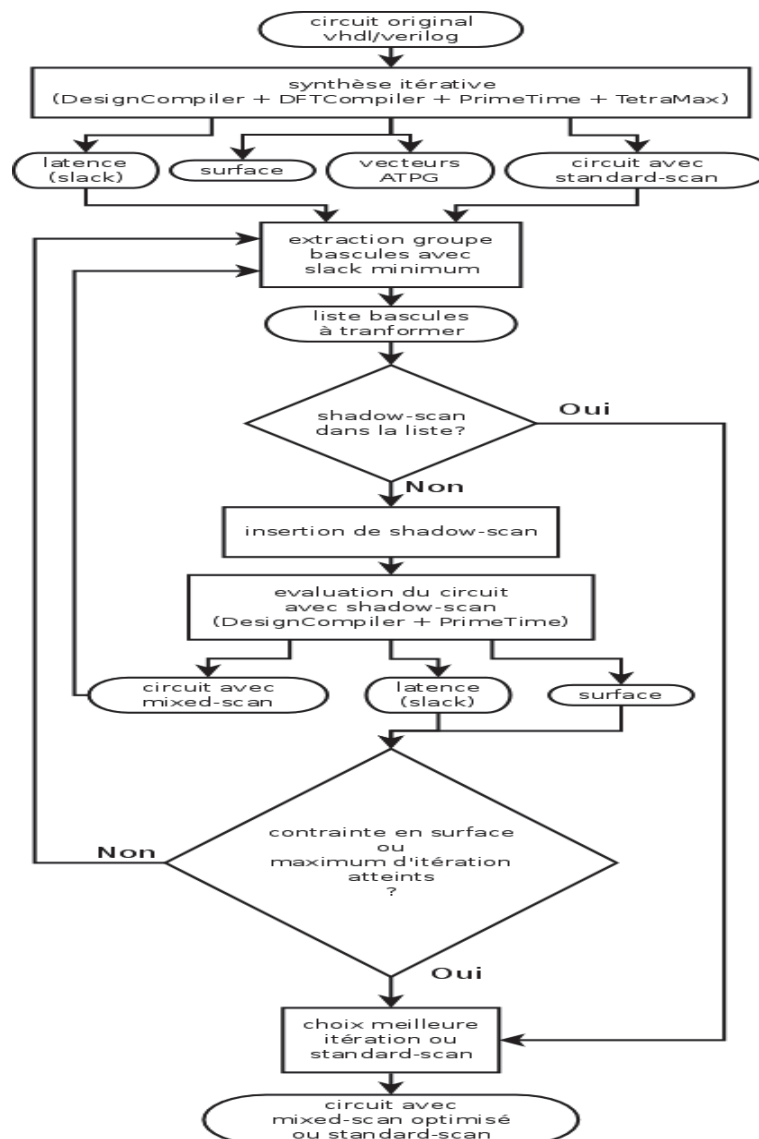 circuit original
vhdl/verilog
synthèse itérative
(DesignCompiler + DFTCompiler + PrimeTime + TetraMax)
latence
(slack)
surface
vecteurs
ATPG
circuit avec
standard-scan
extraction groupe
bascules avec
slack minimum
liste bascules
à tranformer
shadow-scan
dans la liste?
Oui
Non
insertion de shadow-scan
evaluation du circuit
avec shadow-scan
(DesignCompiler + PrimeTime)
circuit avec
mixed-scan
latence
(slack)
surface
contrainte en surface
ou
maximum d'itération
atteints
?
Non
Oui
choix meilleure
itération ou
standard-scan
circuit avec
mixed-scan optimisé
ou standard-scan